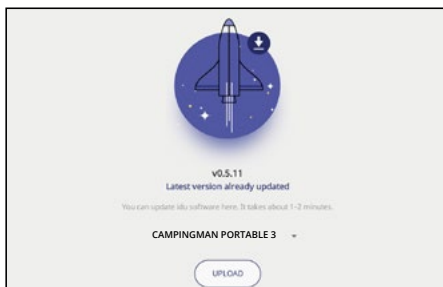 v0.5.11
Latest version already updated
You can update idu software here. It takes about 1-2 minutes.
CAMPINGMAN PORTABLE 3
UPLOAD